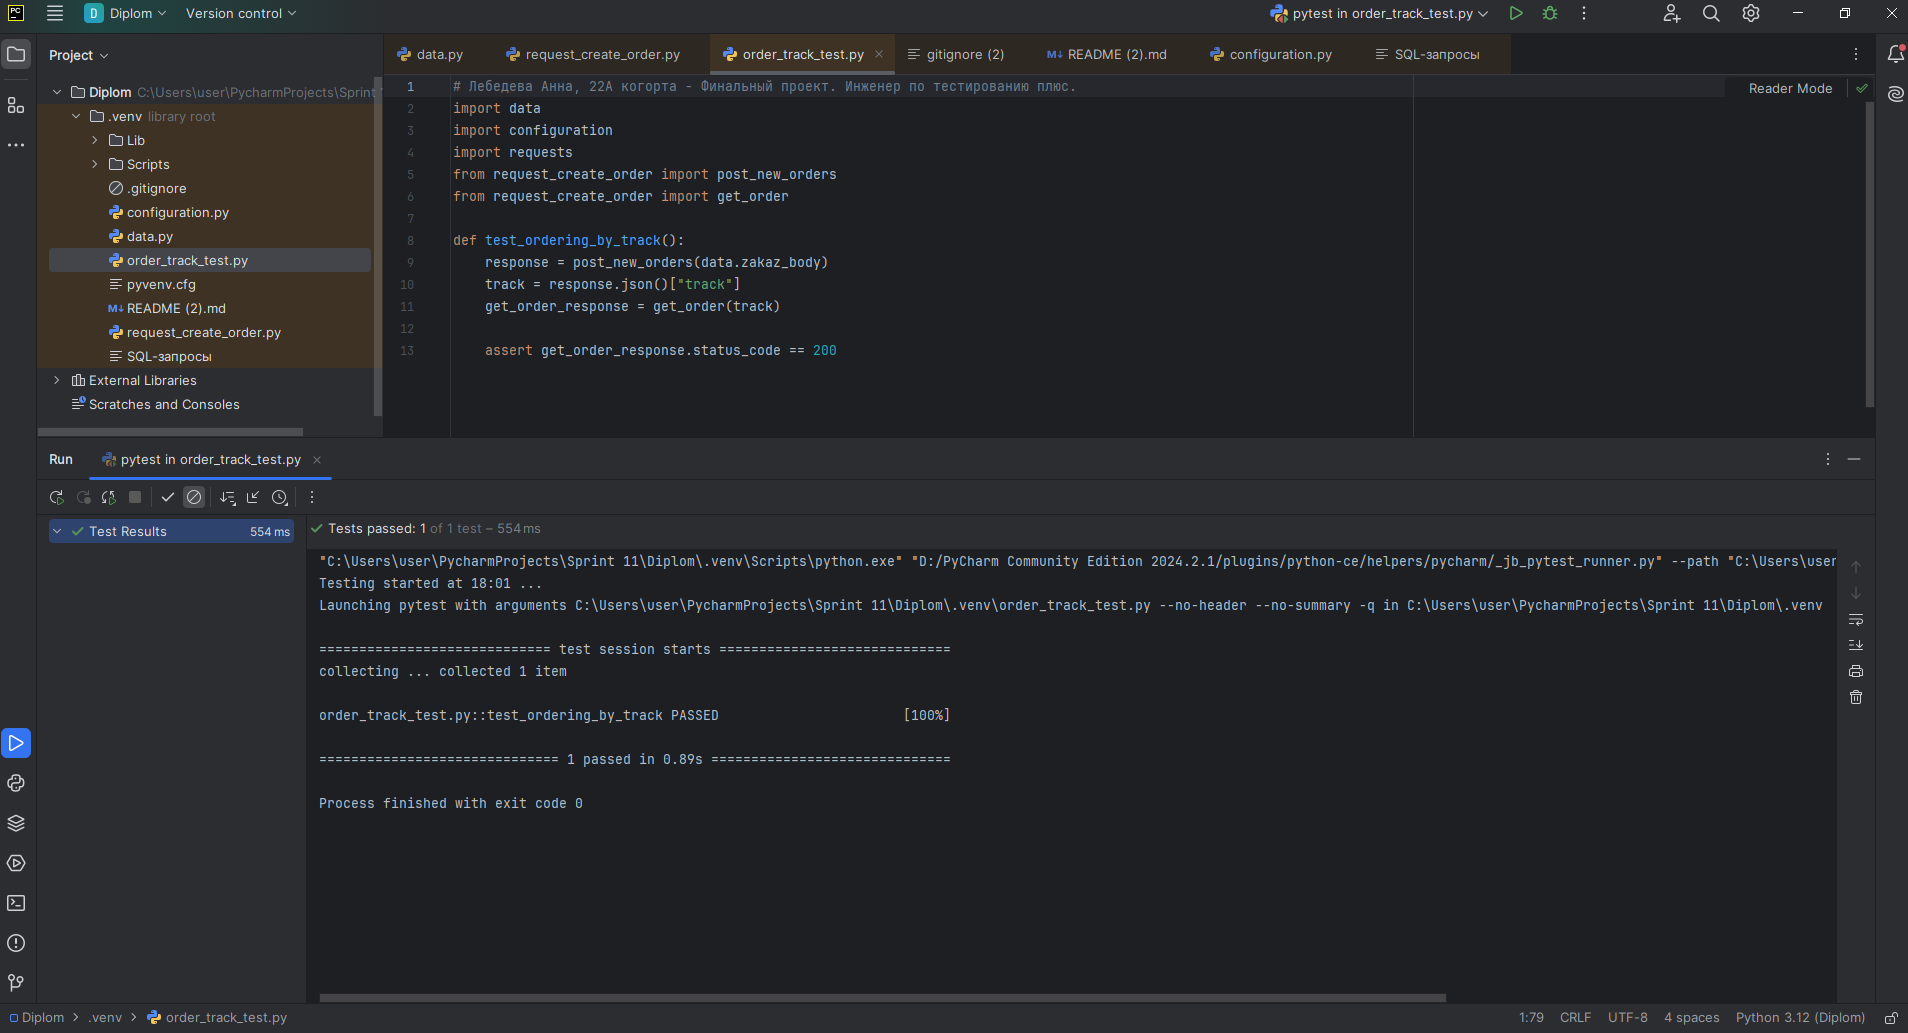 PC
D Diplom Version control
pytest in order_track_test.py
Project
Diplom C:\Users\user\PycharmProjects\Sprint
.venv library root
Lib
Scripts
.gitignore
configuration.py
data.py
order_track_test.py
pyvenv.cfg
M↓ README (2).md
request_create_order.py
SQL-запросы
External Libraries
Scratches and Consoles
data.py request_create_order.py order_track_test.py gitignore (2) M↓ README (2).md configuration.py SQL-запросы
Reader Mode
1 # Лебедева Анна, 22А когорта - Финальный проект. Инженер по тестированию плюс.
2 import data
3 import configuration
4 import requests
5 from request_create_order import post_new_orders
6 from request_create_order import get_order
7
8 def test_ordering_by_track():
9 response = post_new_orders(data.zakaz_body)
10 track = response.json()["track"]
11 get_order_response = get_order(track)
12
13 assert get_order_response.status_code == 200
Run pytest in order_track_test.py
Test Results 554 ms
Tests passed: 1 of 1 test – 554 ms
"C:\Users\user\PycharmProjects\Sprint 11\Diplom\.venv\Scripts\python.exe" "D:/PyCharm Community Edition 2024.2.1/plugins/python-ce/helpers/pycharm/_jb_pytest_runner.py" --path "C:\Users\user
Testing started at 18:01 ...
Launching pytest with arguments C:\Users\user\PycharmProjects\Sprint 11\Diplom\.venv\order_track_test.py --no-header --no-summary -q in C:\Users\user\PycharmProjects\Sprint 11\Diplom\.venv
============================= test session starts =============================
collecting ... collected 1 item
order_track_test.py::test_ordering_by_track PASSED [100%]
============================== 1 passed in 0.89s ==============================
Process finished with exit code 0
Diplom > .venv > order_track_test.py
1:79 CRLF UTF-8 4 spaces Python 3.12 (Diplom)